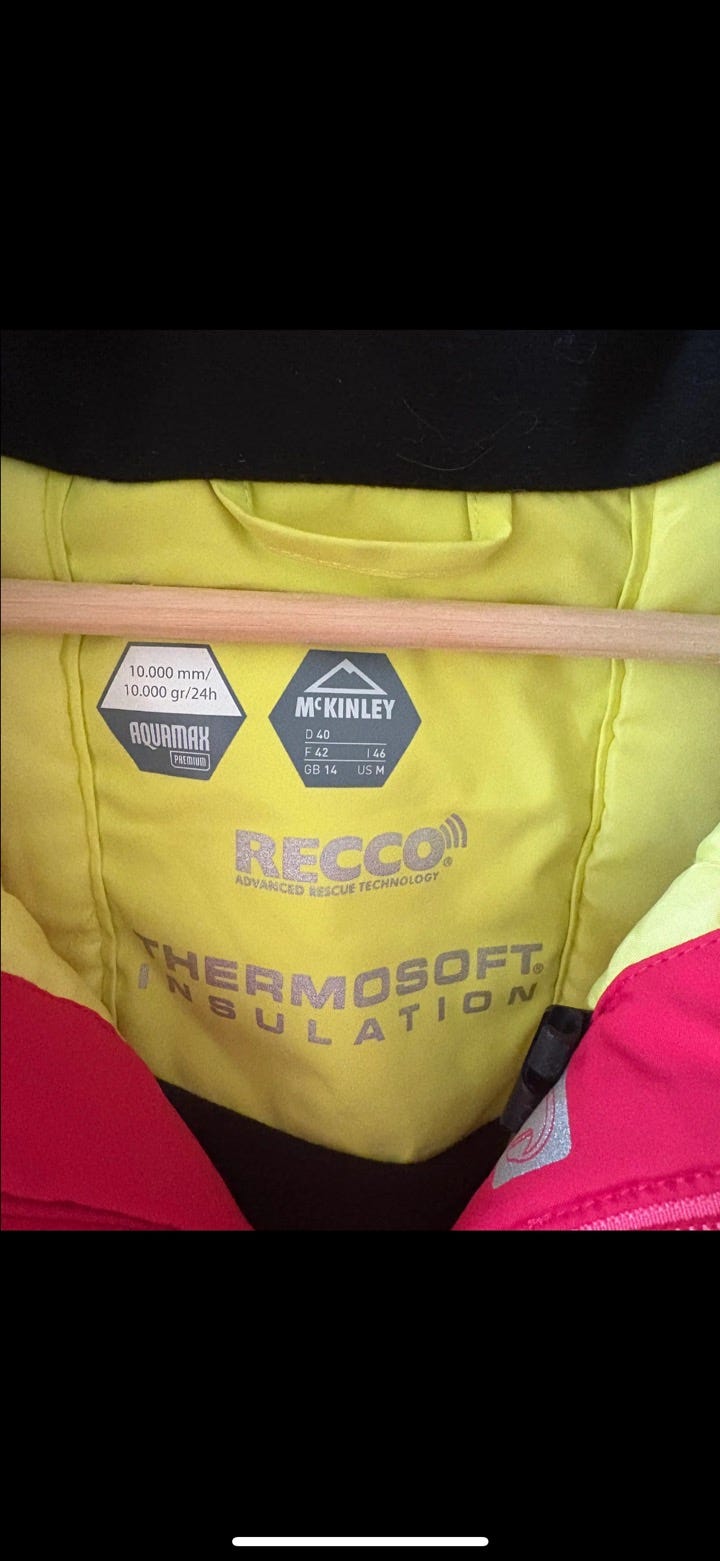 10.000 mm/
10.000 gr/24h
AQUAMAX
PREMIUM
McKINLEY
D 40
F 42 I 46
GB 14 US M
RECCO®
ADVANCED RESCUE TECHNOLOGY
THERMOSOFT®
INSULATION